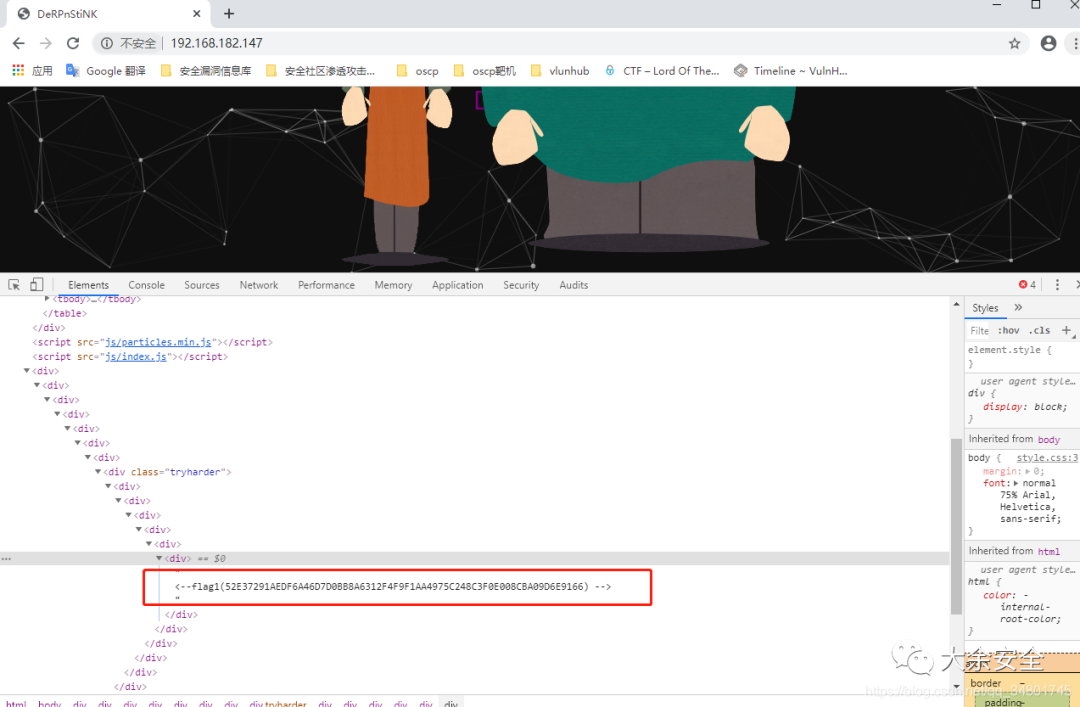 DeRPnStiNK
不安全 192.168.182.147
应用 Google 翻译 安全漏洞信息库 安全社区渗透攻击... oscp oscp靶机 vlunhub CTF – Lord Of The... Timeline ~ VulnH...
Elements Console Sources Network Performance Memory Application Security Audits 4
<tbody>…</tbody>
</table>
</div>
<script src="js/particles.min.js"></script>
<script src="js/index.js"></script>
<div>
<div>
<div>
<div>
<div>
<div>
<div>
<div class="tryharder">
<div>
<div>
<div>
<div>
<div>
... <div> == $0
"
<--flag1(52E37291AEDF6A46D7D0BB8A6312F4F9F1AA4975C248C3F0E008CBA09D6E9166) -->
"
</div>
</div>
</div>
</div>
</div>
</div>
html body div div div div div div div div.tryharder div div div div div div
Styles »
Filte :hov .cls +
element.style {
}
user agent style…
div {
display: block;
}
Inherited from body
body { style.css:3
margin: 0;
font: normal
75% Arial,
Helvetica,
sans-serif;
}
Inherited from html
user agent style…
html {
color: -
internal-
root-color;
}
border –
padding-
大余安全